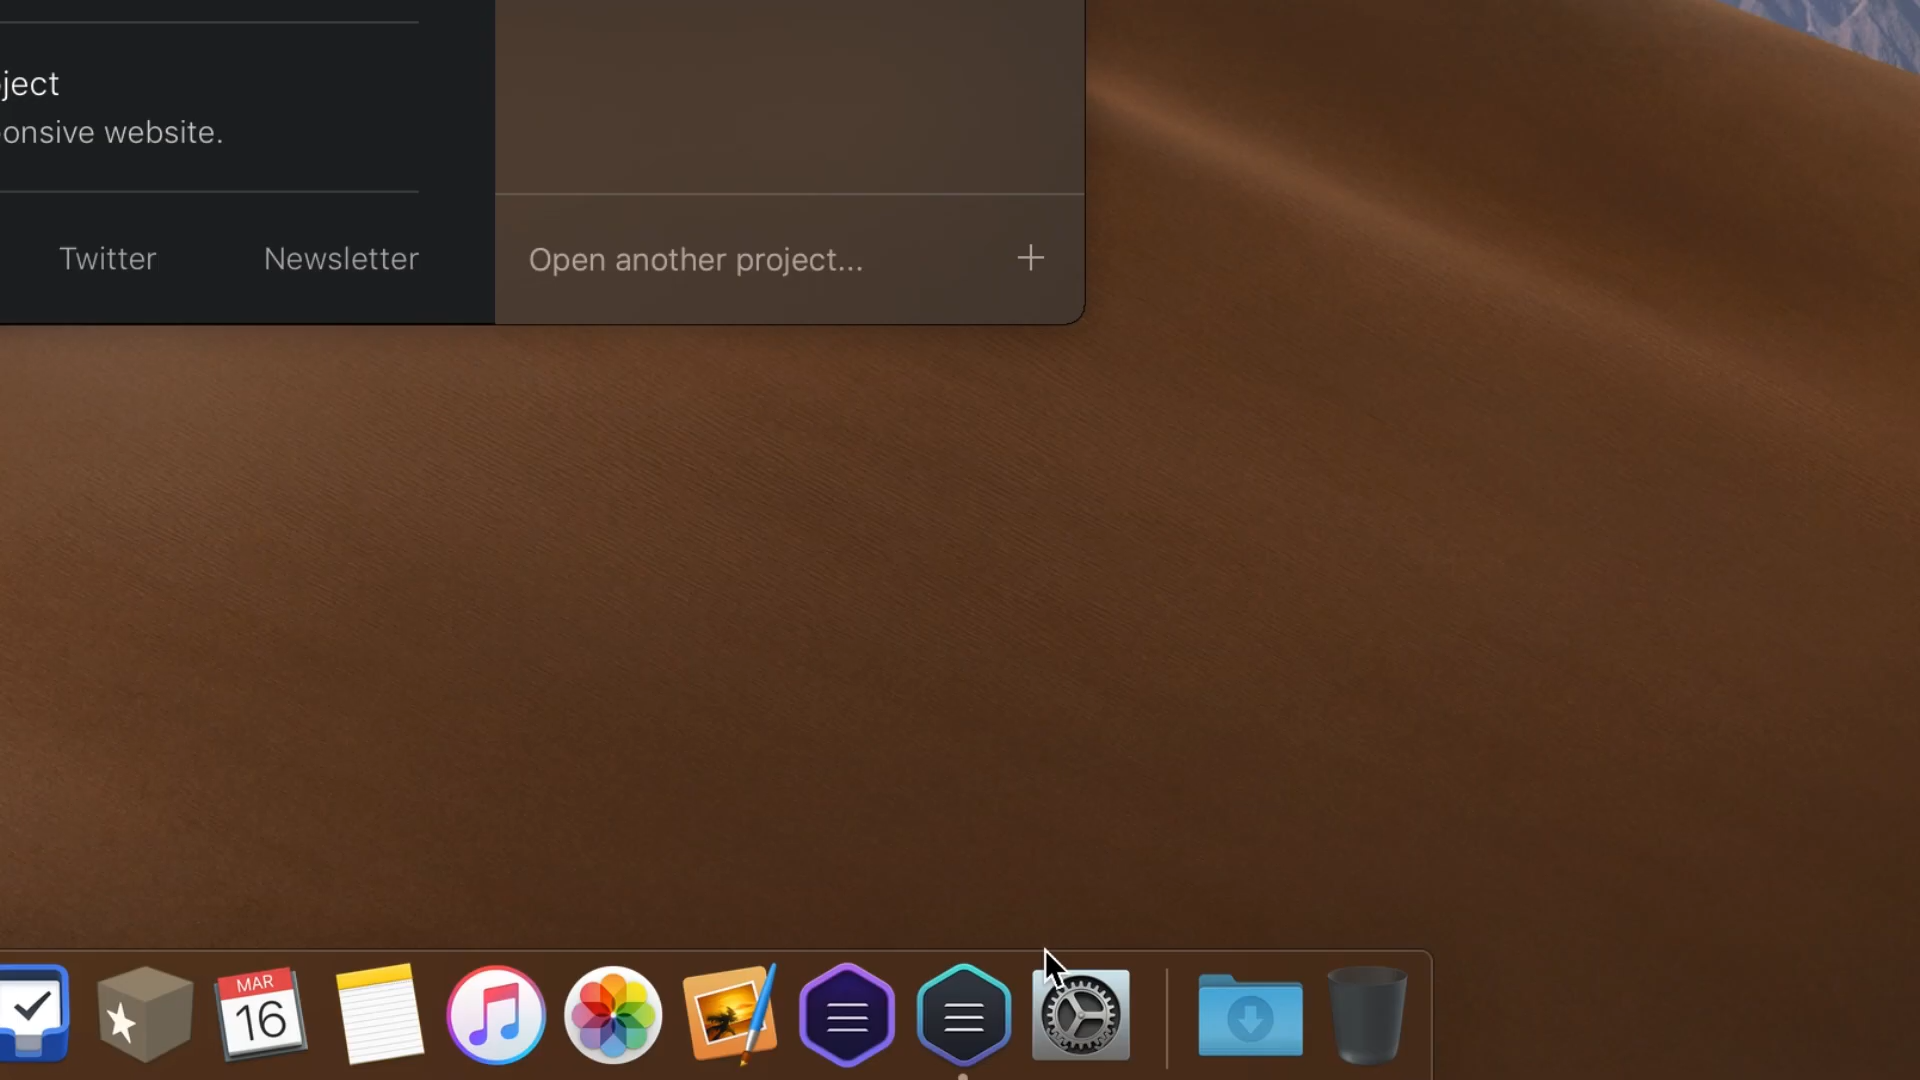 ject
onsive website.
Twitter Newsletter
Open another project...
MAR
16